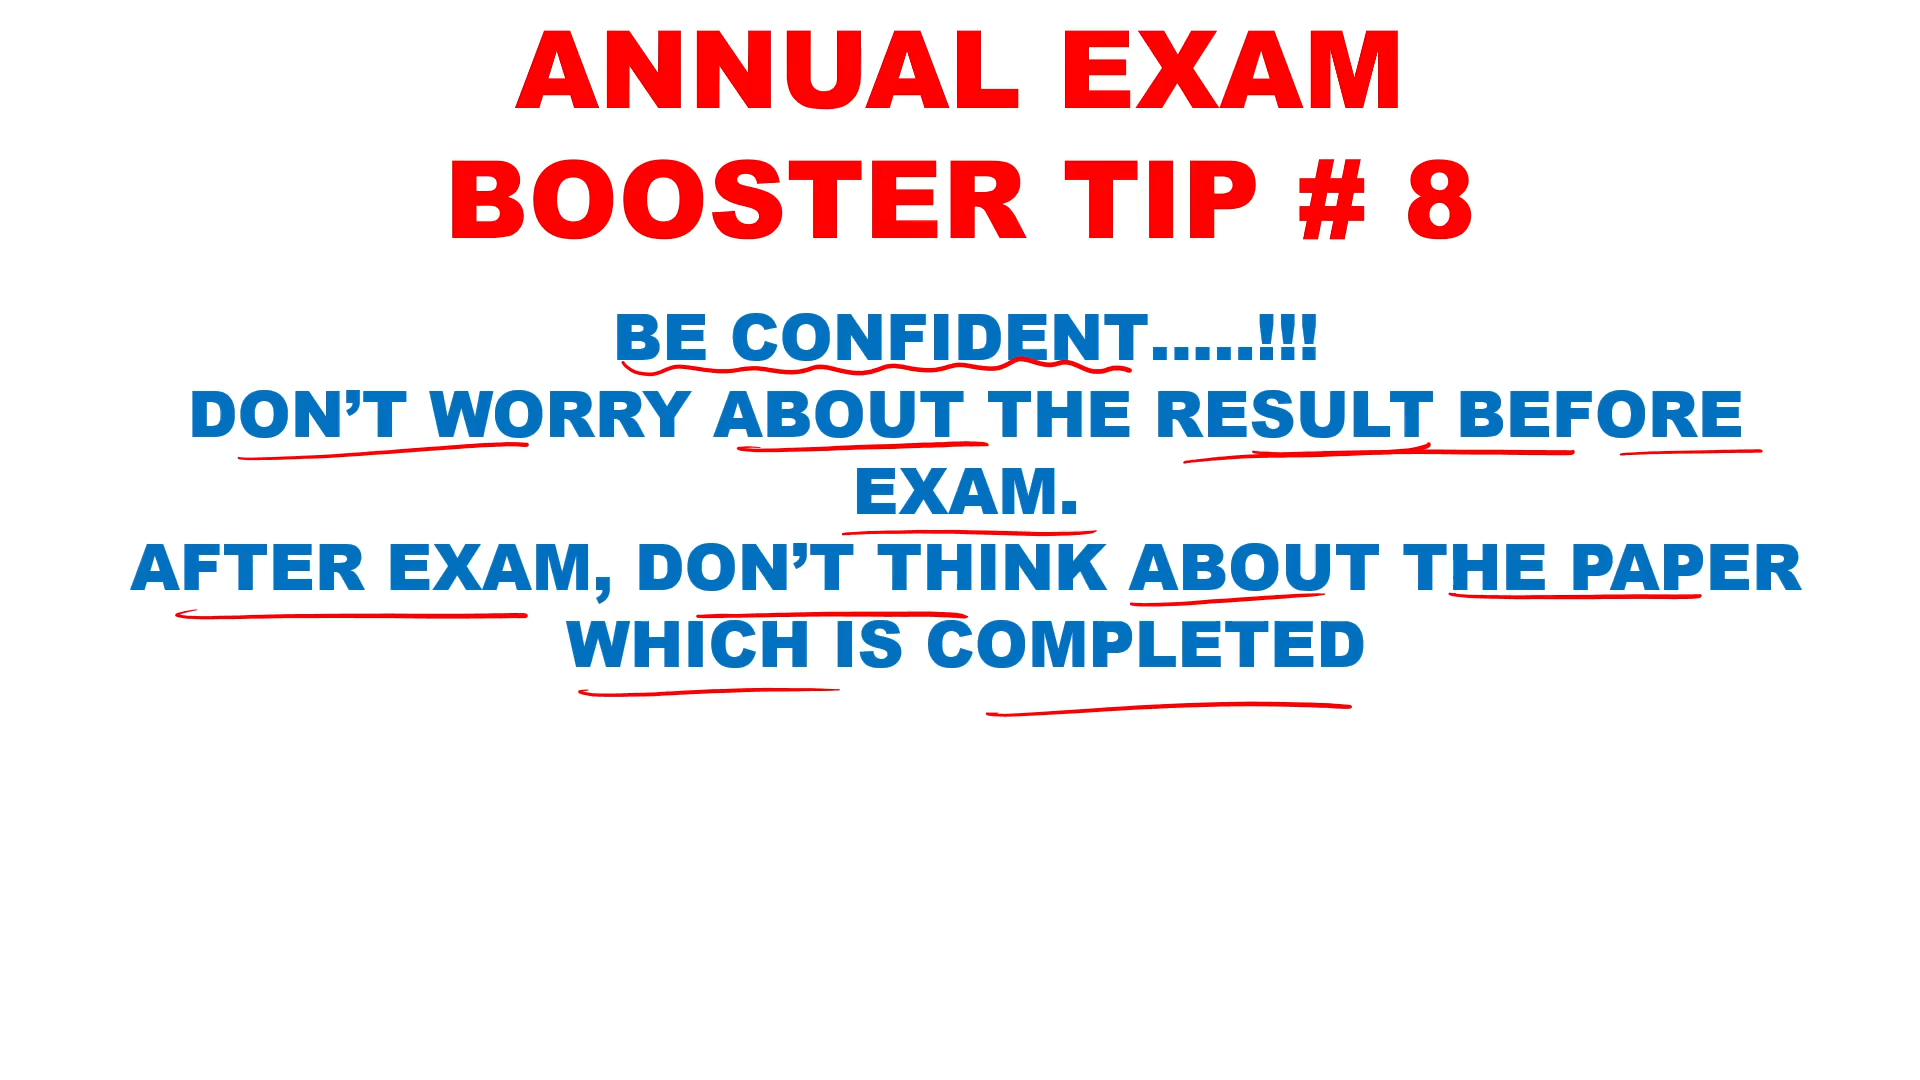 ANNUAL EXAM
BOOSTER TIP # 8
BE CONFIDENT.....!!!
DON’T WORRY ABOUT THE RESULT BEFORE
EXAM.
AFTER EXAM, DON’T THINK ABOUT THE PAPER
WHICH IS COMPLETED